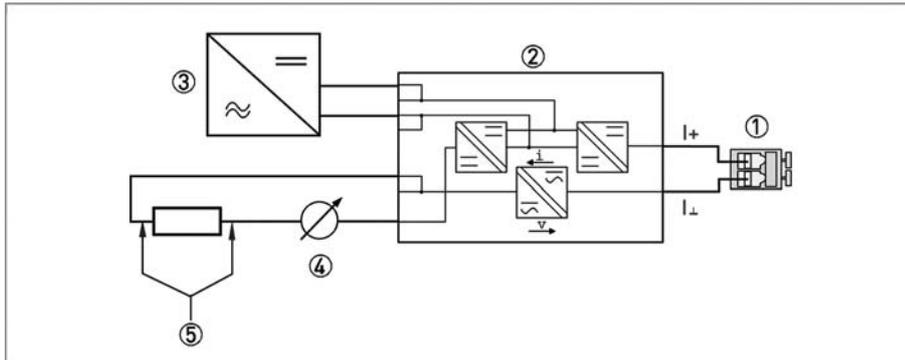 ②
③
①
I+
i
I⊥
v
④
⑤